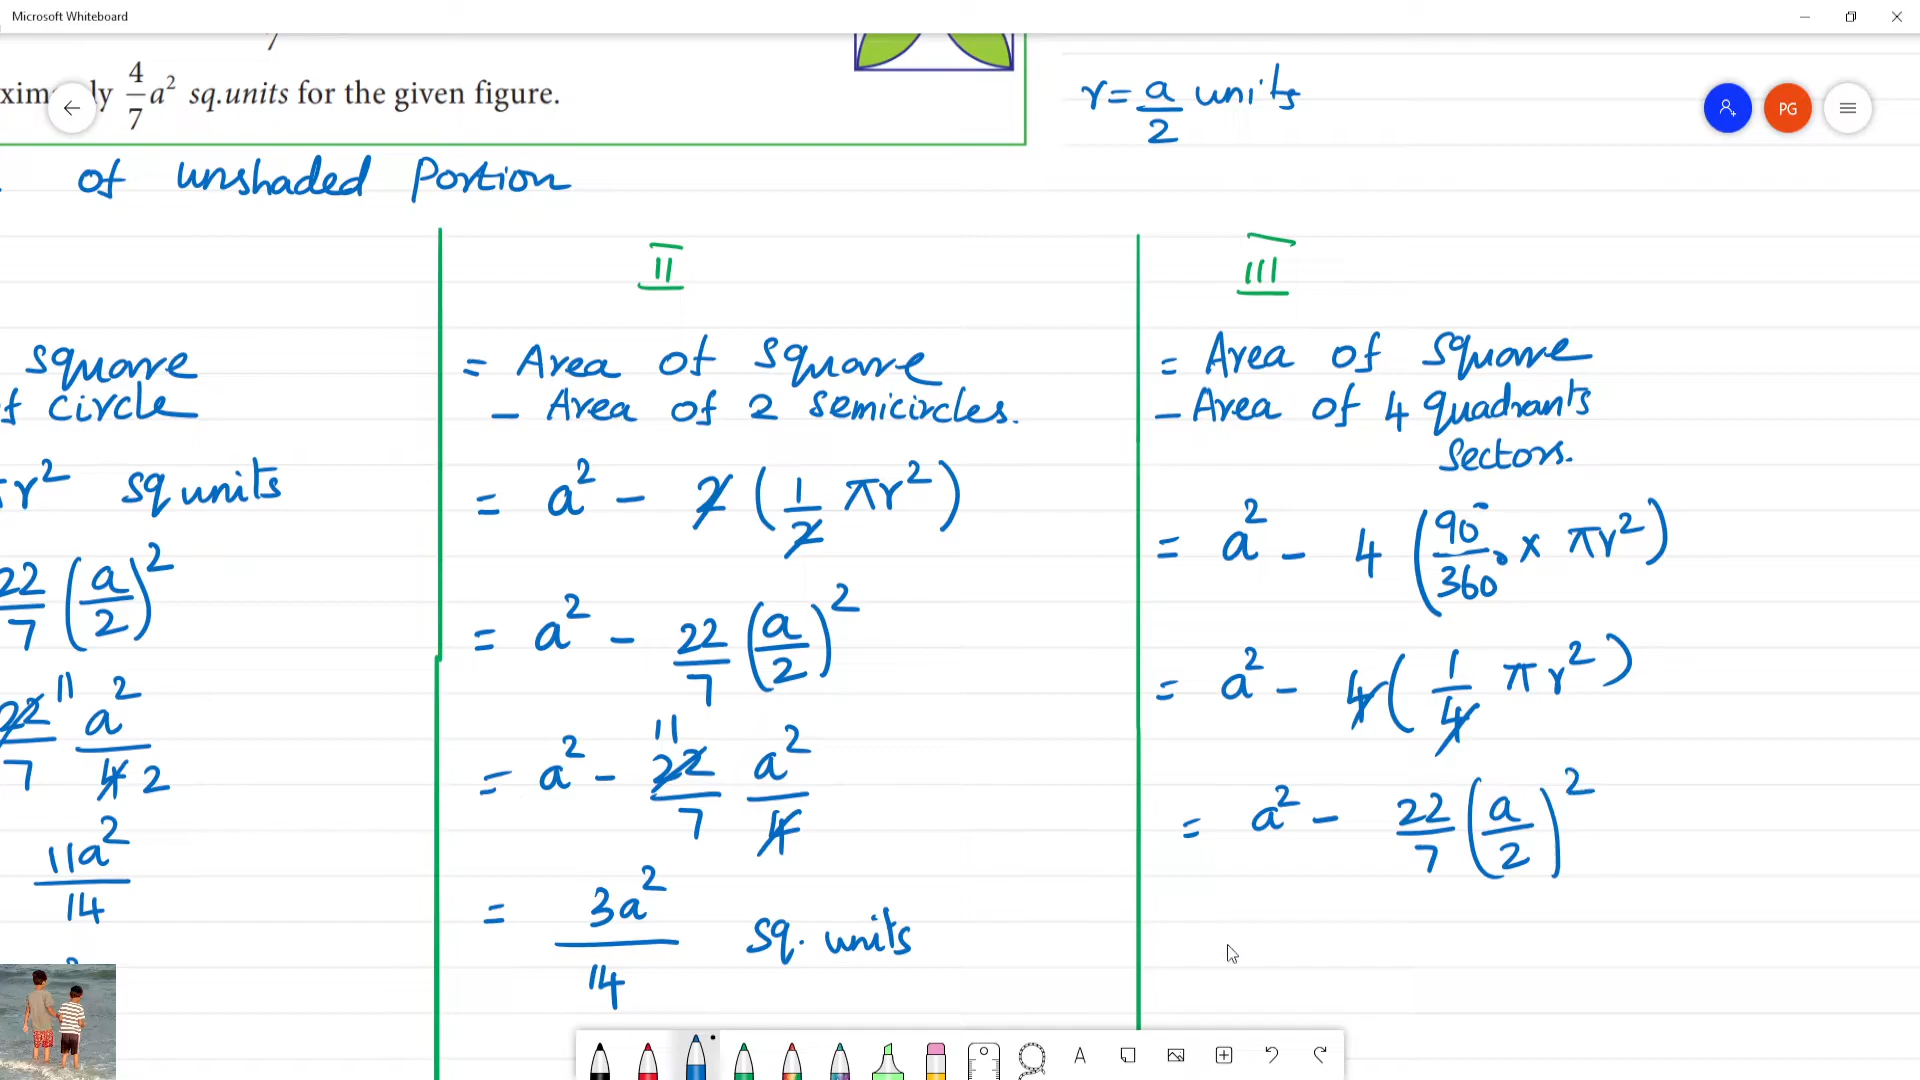 Microsoft Whiteboard
7
ly 4/7 a² sq.units for the given figure.
r = a/2 units
PG
of unshaded Portion
square
f circle
πr² sq units
22/7 (a/2)²
22 11 a²
7 4 2
11a²/14
II
= Area of square
- Area of 2 semicircles.
= a² - 2 (1/2 πr²)
= a² - 22/7 (a/2)²
11
= a² - 22/7 a²/4
= 3a²/14 sq. units
III
= Area of square
- Area of 4 quadrants
sectors.
= a² - 4 (90°/360° × πr²)
= a² - 4 (1/4 πr²)
= a² - 22/7 (a/2)²
A